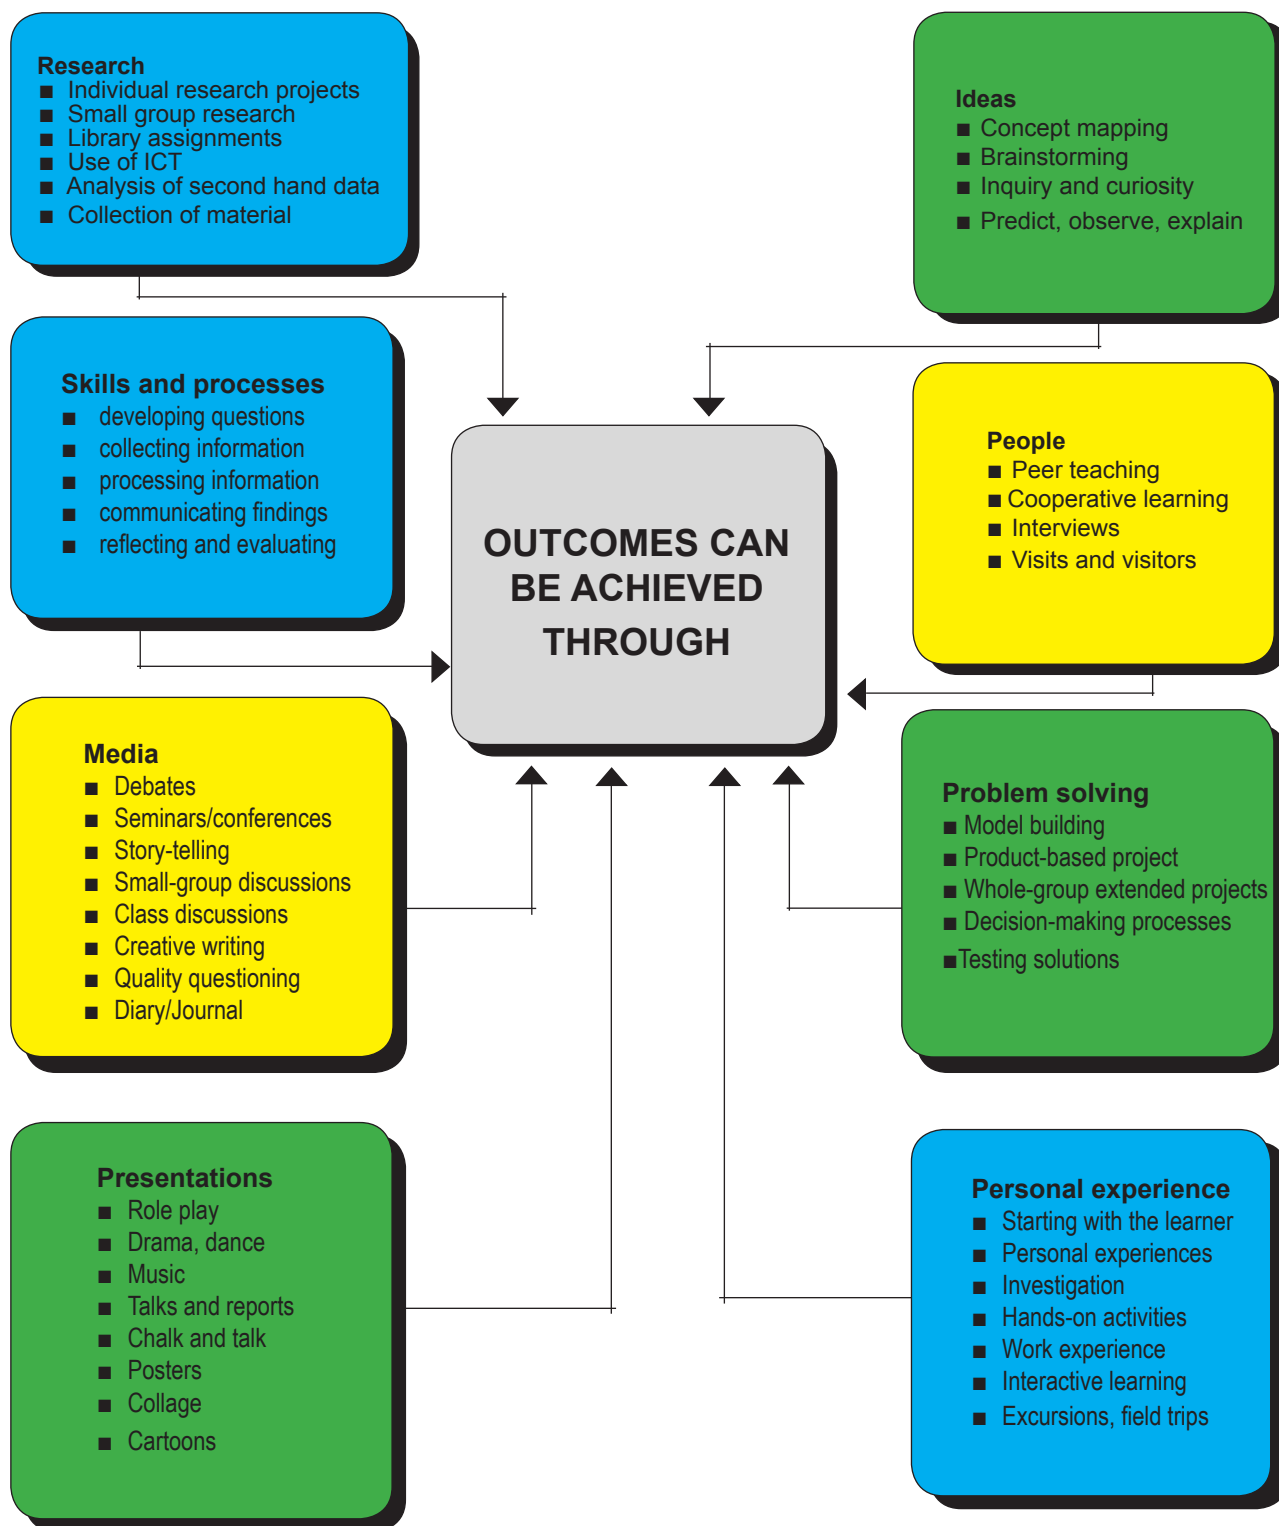 Research
■ Individual research projects
■ Small group research
■ Library assignments
■ Use of ICT
■ Analysis of second hand data
■ Collection of material
Skills and processes
■ developing questions
■ collecting information
■ processing information
■ communicating findings
■ reflecting and evaluating
Media
■ Debates
■ Seminars/conferences
■ Story-telling
■ Small-group discussions
■ Class discussions
■ Creative writing
■ Quality questioning
■ Diary/Journal
Presentations
■ Role play
■ Drama, dance
■ Music
■ Talks and reports
■ Chalk and talk
■ Posters
■ Collage
■ Cartoons
OUTCOMES CAN
BE ACHIEVED
THROUGH
Ideas
■ Concept mapping
■ Brainstorming
■ Inquiry and curiosity
■ Predict, observe, explain
People
■ Peer teaching
■ Cooperative learning
■ Interviews
■ Visits and visitors
Problem solving
■ Model building
■ Product-based project
■ Whole-group extended projects
■ Decision-making processes
■Testing solutions
Personal experience
■ Starting with the learner
■ Personal experiences
■ Investigation
■ Hands-on activities
■ Work experience
■ Interactive learning
■ Excursions, field trips